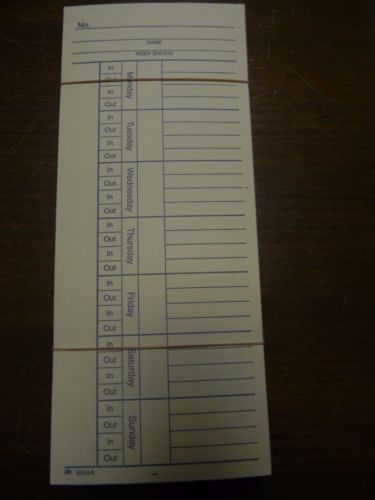 No.
NAME
WEEK ENDING
In
Out
In
Out
Monday
In
Out
In
Out
Tuesday
In
Out
In
Out
Wednesday
In
Out
In
Out
Thursday
In
Out
In
Out
Friday
In
Out
In
Out
Saturday
In
Out
In
Out
Sunday